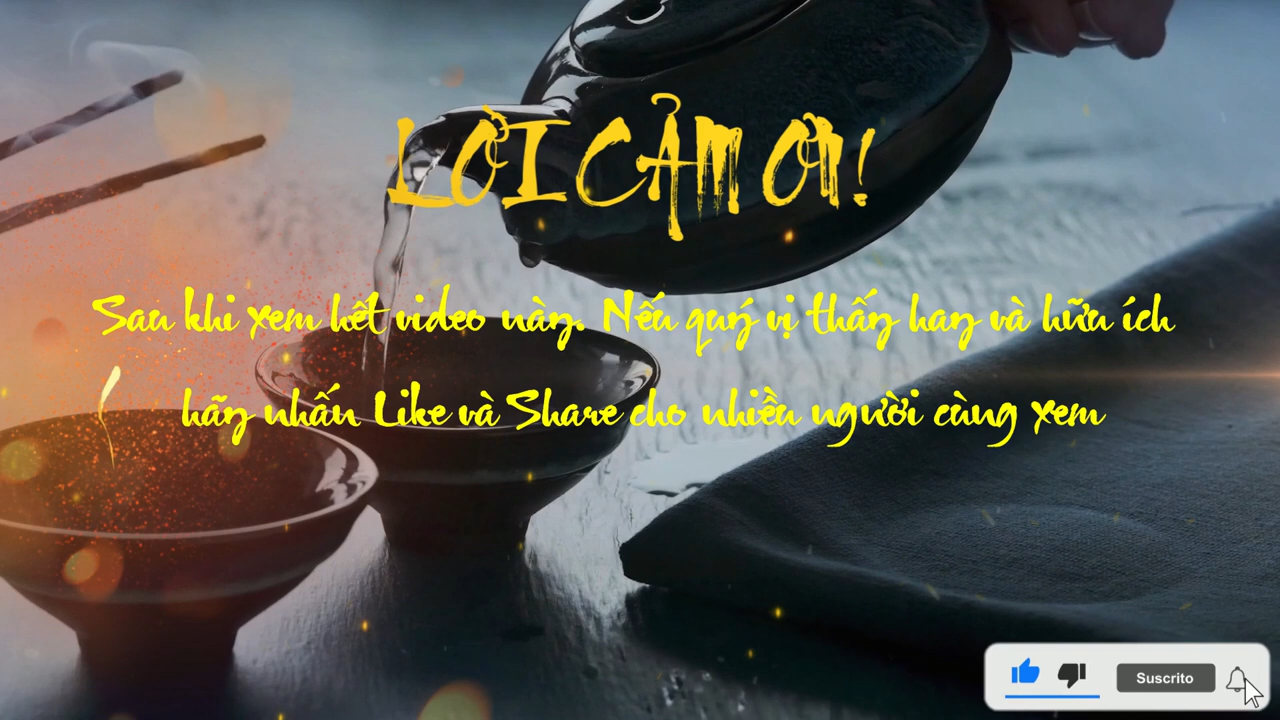 LỜI CẢM ƠN!
Sau khi xem hết video này. Nếu quý vị thấy hay và hữu ích
hãy nhấn Like và Share cho nhiều người cùng xem
Suscrito